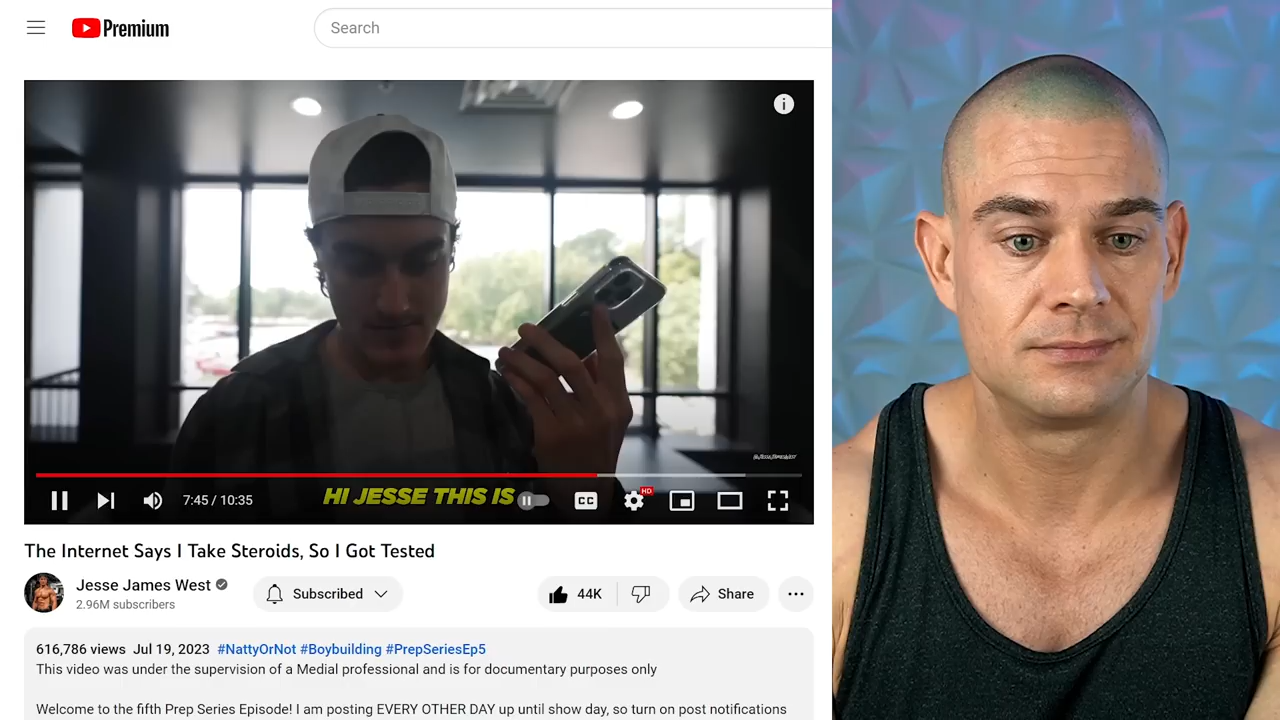 Premium
Search
HI JESSE THIS IS
7:45 / 10:35
CC
HD
The Internet Says I Take Steroids, So I Got Tested
Jesse James West
2.96M subscribers
Subscribed
44K
Share
616,786 views Jul 19, 2023 #NattyOrNot #Boybuilding #PrepSeriesEp5
This video was under the supervision of a Medial professional and is for documentary purposes only
Welcome to the fifth Prep Series Episode! I am posting EVERY OTHER DAY up until show day, so turn on post notifications